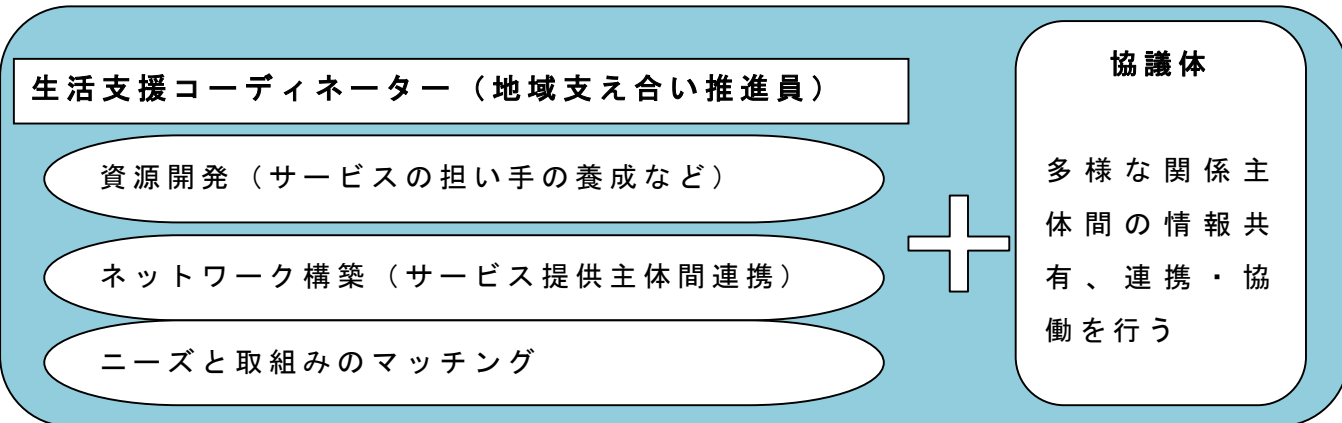 生活支援コーディネーター（地域支え合い推進員）
資源開発（サービスの担い手の養成など）
ネットワーク構築（サービス提供主体間連携）
ニーズと取組みのマッチング
協議体
多様な関係主
体間の情報共
有、連携・協
働を行う